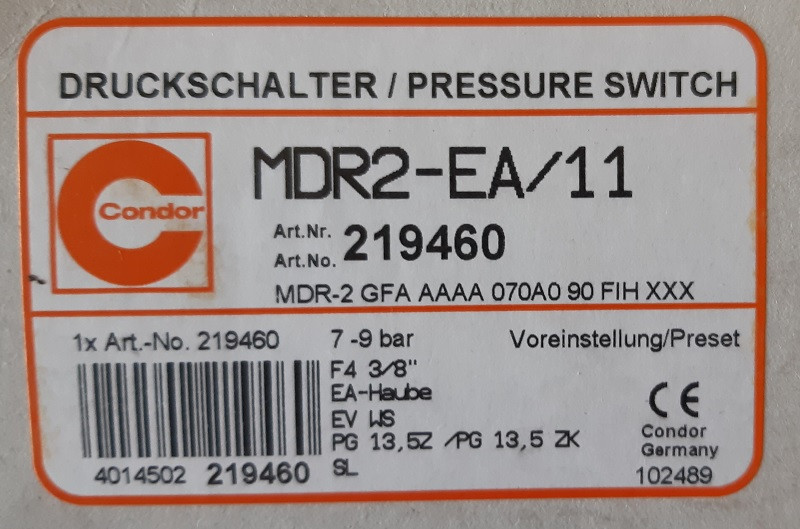 DRUCKSCHALTER / PRESSURE SWITCH
Condor
MDR2-EA/11
Art.Nr.
Art.No. 219460
MDR-2 GFA AAAA 070A0 90 FIH XXX
1x Art.-No. 219460
7 -9 bar Voreinstellung/Preset
F4 3/8"
EA-Haube
EV WS
PG 13,5Z /PG 13,5 ZK
SL
4014502 219460
CE
Condor
Germany
102489